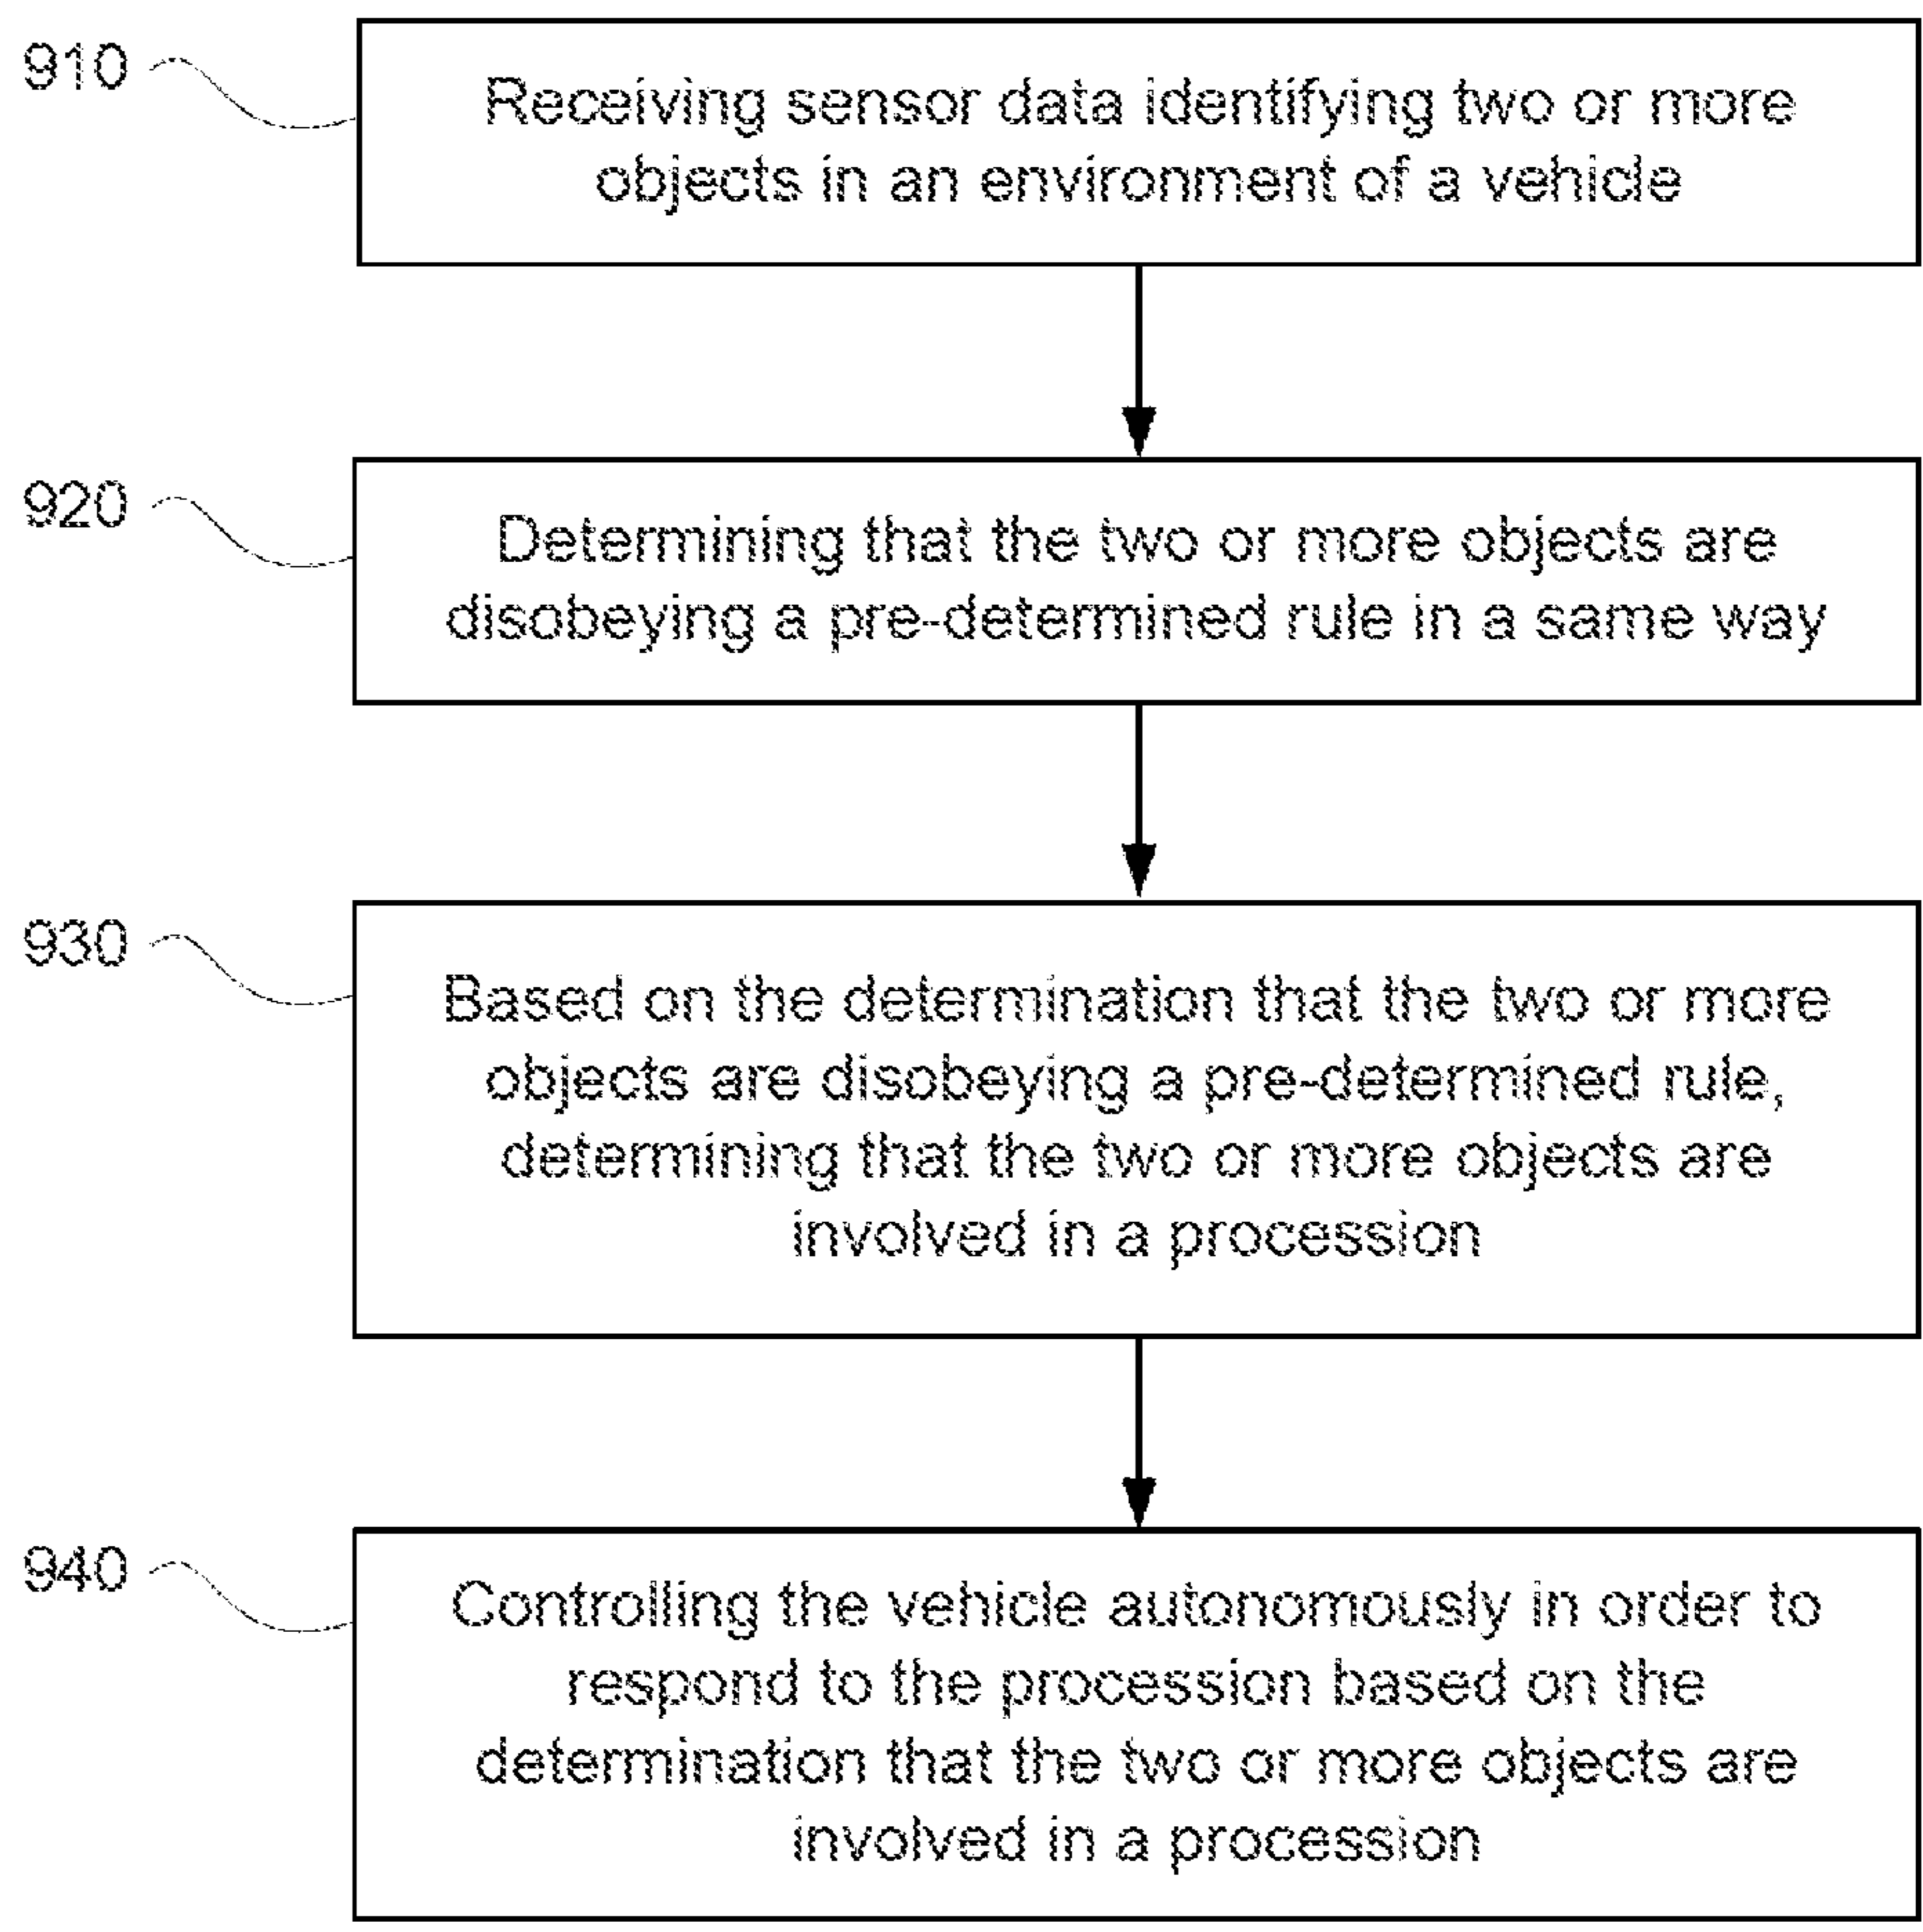 910
Receiving sensor data identifying two or more
objects in an environment of a vehicle
920
Determining that the two or more objects are
disobeying a pre-determined rule in a same way
930
Based on the determination that the two or more
objects are disobeying a pre-determined rule,
determining that the two or more objects are
involved in a procession
940
Controlling the vehicle autonomously in order to
respond to the procession based on the
determination that the two or more objects are
involved in a procession